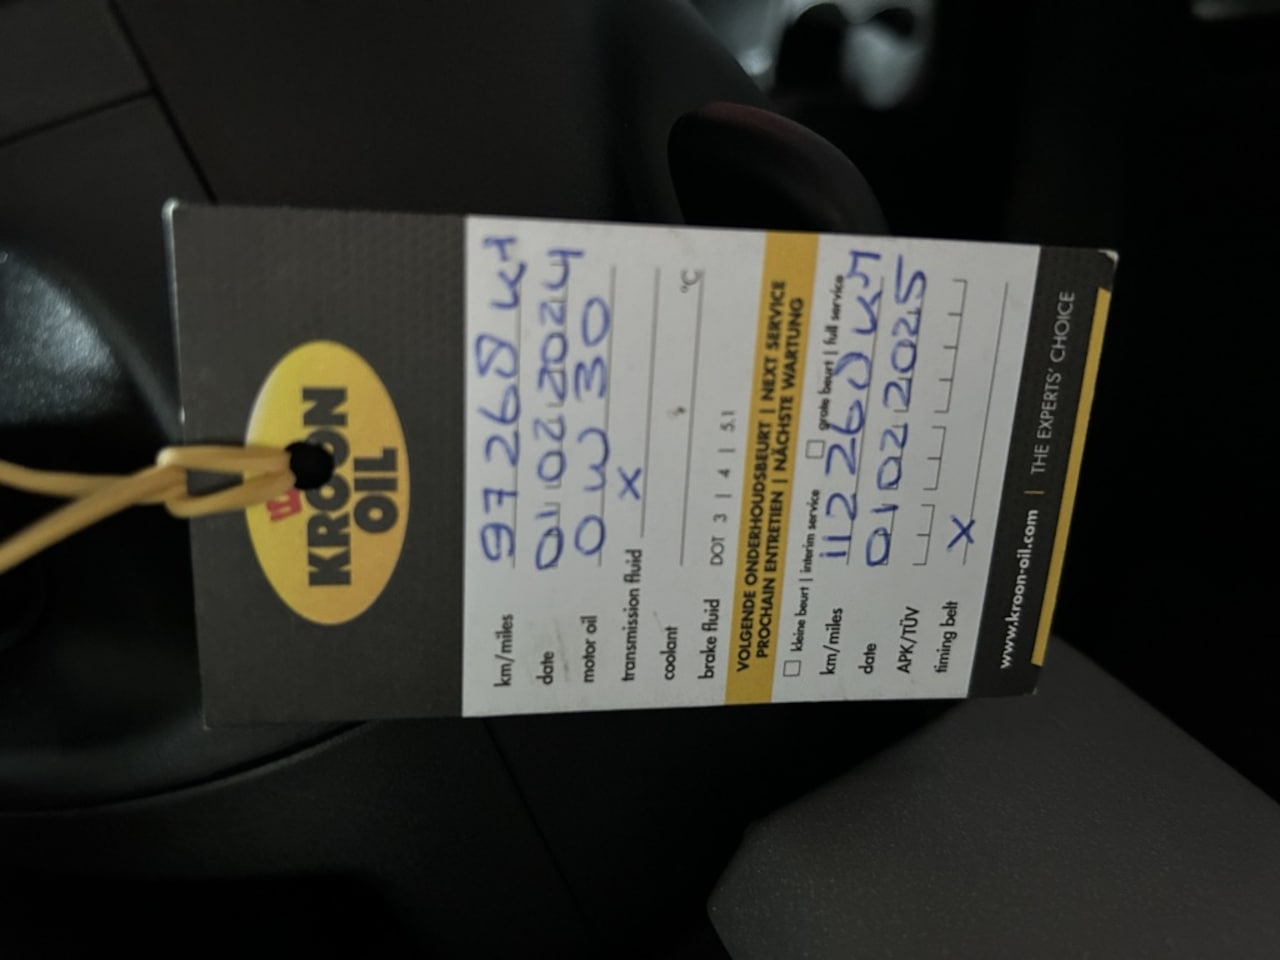 KROON
OIL
km/miles 97268 KM
date 01 02 2024
motor oil 0W30
transmission fluid X
coolant °C
brake fluid DOT 3 | 4 | 5.1
VOLGENDE ONDERHOUDSBEURT | NEXT SERVICE
PROCHAIN ENTRETIEN | NÄCHSTE WARTUNG
kleine beurt | interim service grote beurt | full service
km/miles 112260 KM
date 01 02 2025
APK/TÜV
timing belt X
www.kroon-oil.com | THE EXPERTS' CHOICE